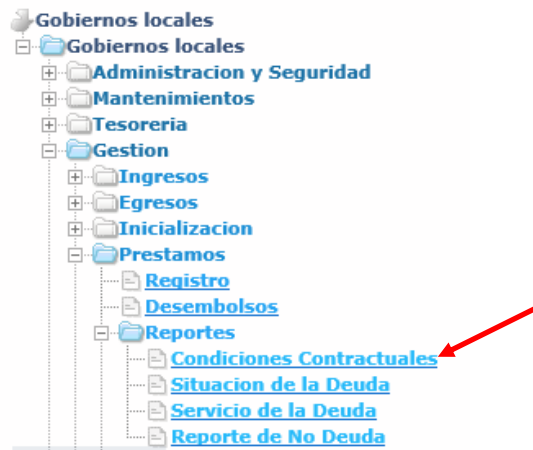 Gobiernos locales
Gobiernos locales
Administracion y Seguridad
Mantenimientos
Tesoreria
Gestion
Ingresos
Egresos
Inicializacion
Prestamos
Registro
Desembolsos
Reportes
Condiciones Contractuales
Situacion de la Deuda
Servicio de la Deuda
Reporte de No Deuda